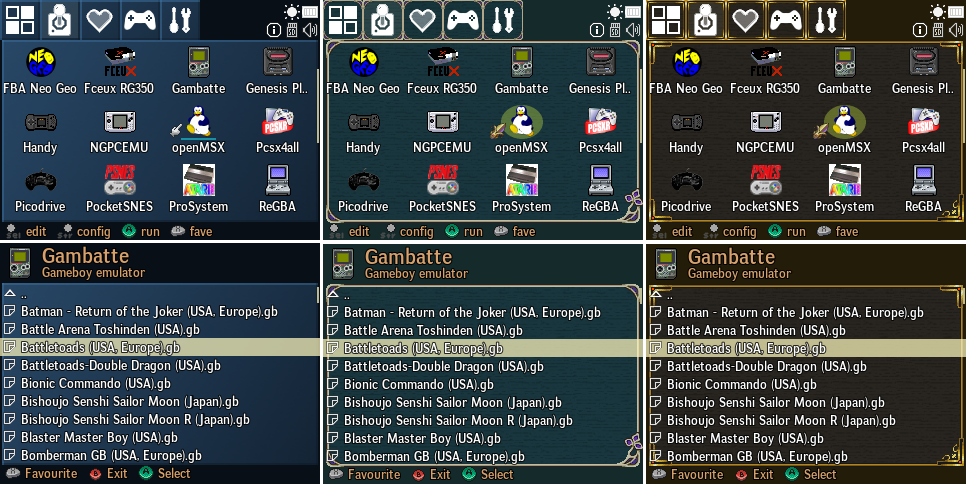 FBA Neo Geo Fceux RG350 Gambatte Genesis Pl..
Handy NGPCEMU openMSX Pcsx4all
Picodrive PocketSNES ProSystem ReGBA
edit config run fave
FBA Neo Geo Fceux RG350 Gambatte Genesis Pl..
Handy NGPCEMU openMSX Pcsx4all
Picodrive PocketSNES ProSystem ReGBA
edit config run fave
FBA Neo Geo Fceux RG350 Gambatte Genesis Pl..
Handy NGPCEMU openMSX Pcsx4all
Picodrive PocketSNES ProSystem ReGBA
edit config run fave
Gambatte
Gameboy emulator
..
Batman - Return of the Joker (USA, Europe).gb
Battle Arena Toshinden (USA).gb
Battletoads (USA, Europe).gb
Battletoads-Double Dragon (USA).gb
Bionic Commando (USA).gb
Bishoujo Senshi Sailor Moon (Japan).gb
Bishoujo Senshi Sailor Moon R (Japan).gb
Blaster Master Boy (USA).gb
Bomberman GB (USA, Europe).gb
Favourite Exit Select
Gambatte
Gameboy emulator
..
Batman - Return of the Joker (USA, Europe).gb
Battle Arena Toshinden (USA).gb
Battletoads (USA, Europe).gb
Battletoads-Double Dragon (USA).gb
Bionic Commando (USA).gb
Bishoujo Senshi Sailor Moon (Japan).gb
Bishoujo Senshi Sailor Moon R (Japan).gb
Blaster Master Boy (USA).gb
Bomberman GB (USA, Europe).gb
Favourite Exit Select
Gambatte
Gameboy emulator
..
Batman - Return of the Joker (USA, Europe).gb
Battle Arena Toshinden (USA).gb
Battletoads (USA, Europe).gb
Battletoads-Double Dragon (USA).gb
Bionic Commando (USA).gb
Bishoujo Senshi Sailor Moon (Japan).gb
Bishoujo Senshi Sailor Moon R (Japan).gb
Blaster Master Boy (USA).gb
Bomberman GB (USA, Europe).gb
Favourite Exit Select